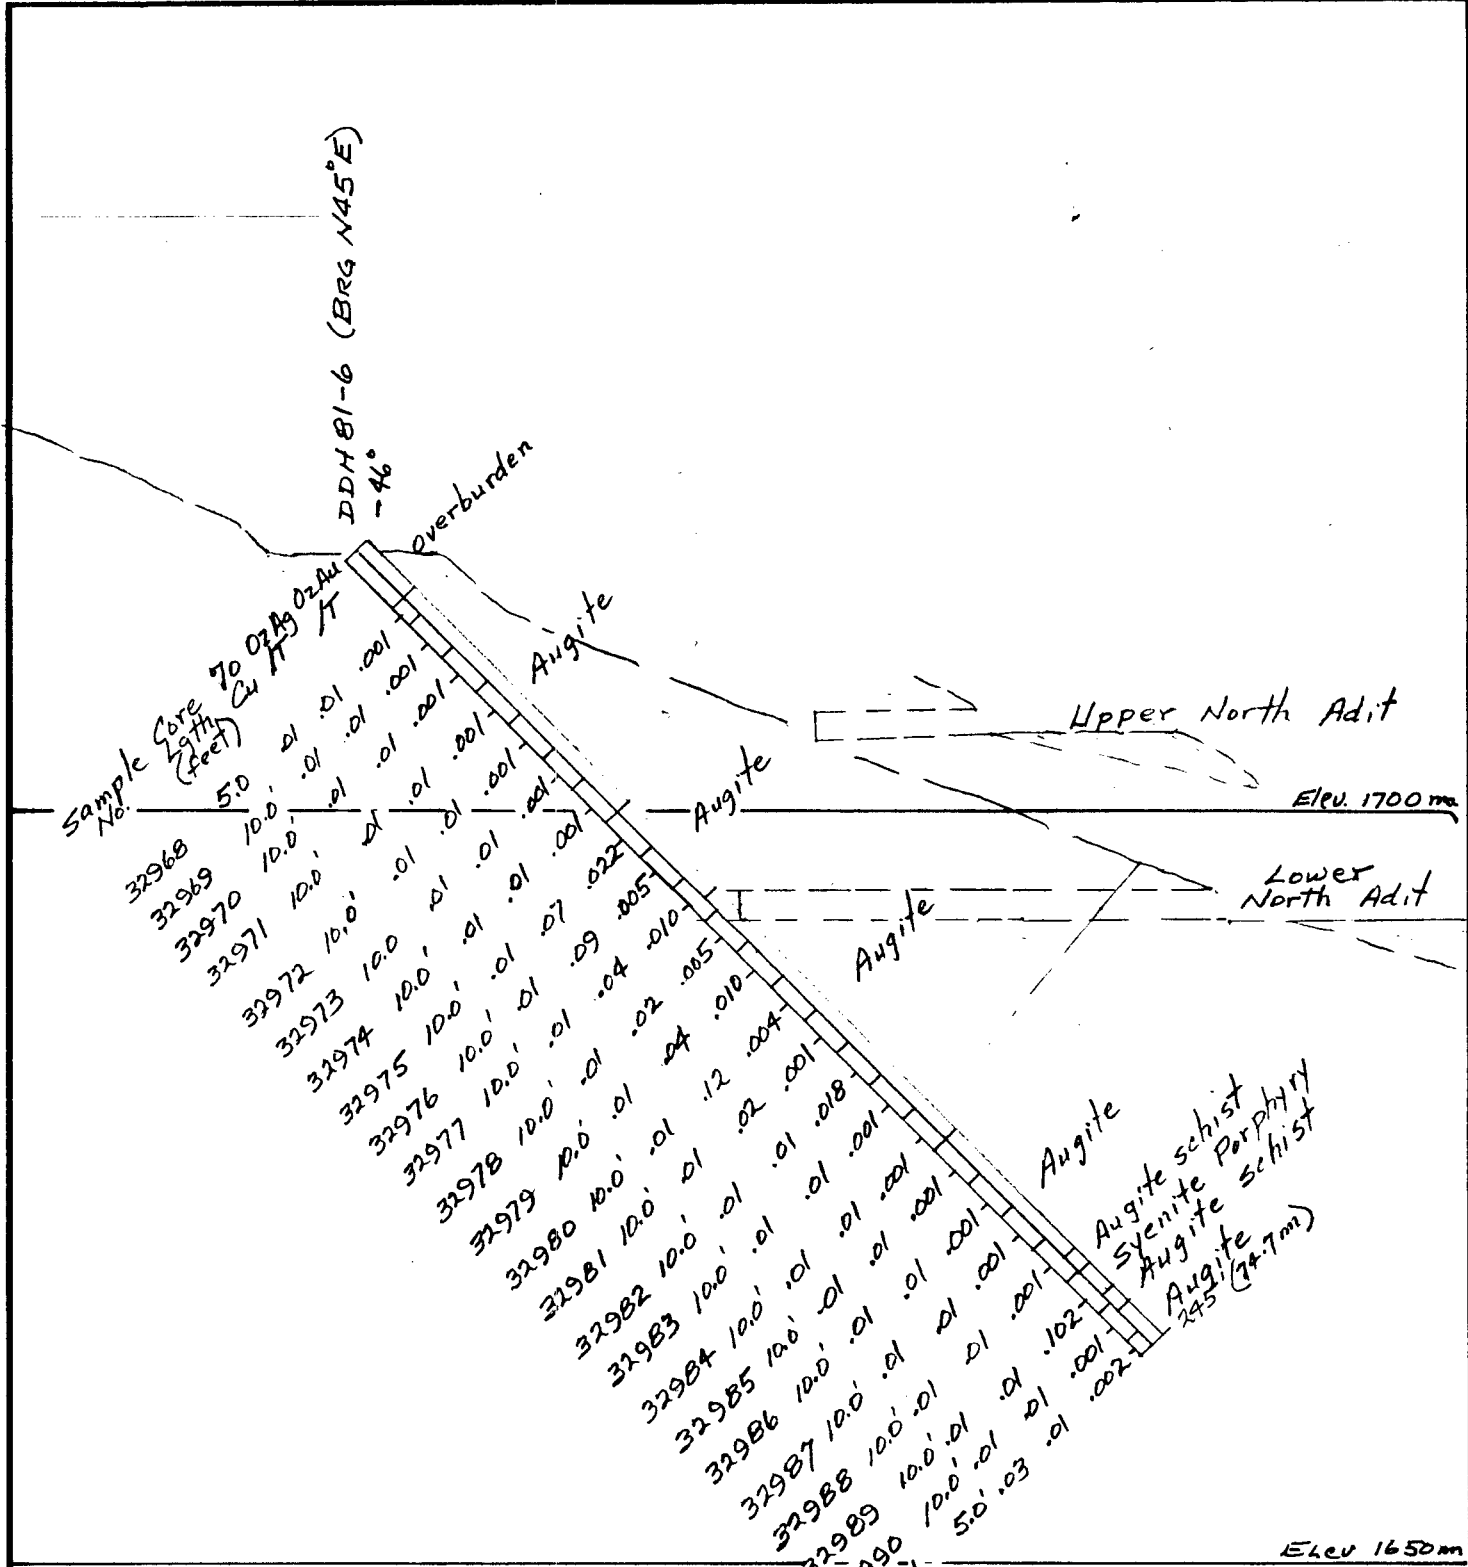 DDH 81-6 (BRG N45°E)
-46°
overburden
Augite
Augite
Augite
Augite
Augite schist
Syenite Porphyry
Augite schist
Augite
245' (74.7m)
Upper North Adit
Elev. 1700 m
Lower
North Adit
Elev 1650m
Sample No. Core Lgth (feet) % Cu Oz Ag /T Oz Au /T
32968 5.0 .01 .01 .001
32969 10.0' .01 .01 .001
32970 10.0' .01 .01 .001
32971 10.0' .01 .01 .001
32972 10.0' .01 .01 .001
32973 10.0 .01 .01 .001
32974 10.0' .01 .01 .001
32975 10.0' .01 .07 .022
32976 10.0' .01 .09 .005
32977 10.0' .01 .04 .010
32978 10.0' .01 .02 .005
32979 10.0' .01 .04 .010
32980 10.0' .01 .12 .004
32981 10.0' .01 .02 .001
32982 10.0' .01 .01 .018
32983 10.0' .01 .01 .001
32984 10.0' .01 .01 .001
32985 10.0' .01 .01 .001
32986 10.0' .01 .01 .001
32987 10.0' .01 .01 .001
32988 10.0' .01 .01 .001
32989 10.0' .01 .01 .102
990 10.0' .01 .01 .001
5.0' .03 .01 .002